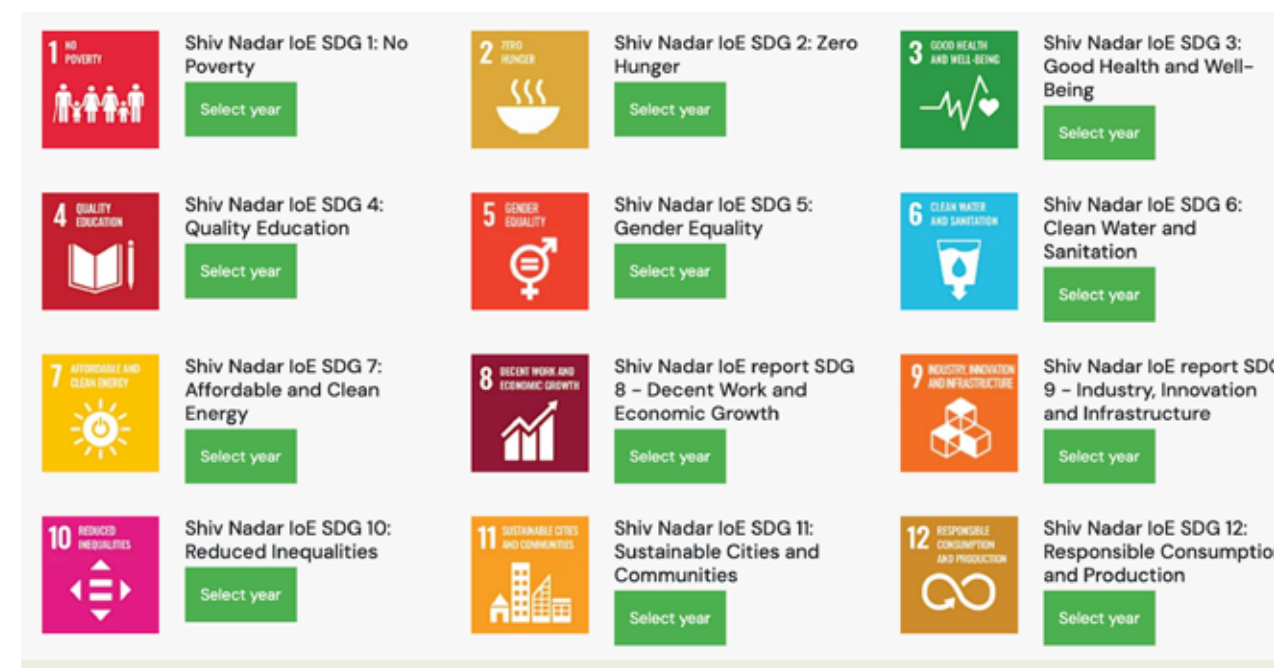 1 NO
POVERTY
Shiv Nadar IoE SDG 1: No
Poverty
Select year
2 ZERO
HUNGER
Shiv Nadar IoE SDG 2: Zero
Hunger
Select year
3 GOOD HEALTH
AND WELL-BEING
Shiv Nadar IoE SDG 3:
Good Health and Well-
Being
Select year
4 QUALITY
EDUCATION
Shiv Nadar IoE SDG 4:
Quality Education
Select year
5 GENDER
EQUALITY
Shiv Nadar IoE SDG 5:
Gender Equality
Select year
6 CLEAN WATER
AND SANITATION
Shiv Nadar IoE SDG 6:
Clean Water and
Sanitation
Select year
7 AFFORDABLE AND
CLEAN ENERGY
Shiv Nadar IoE SDG 7:
Affordable and Clean
Energy
Select year
8 DECENT WORK AND
ECONOMIC GROWTH
Shiv Nadar IoE report SDG
8 – Decent Work and
Economic Growth
Select year
9 INDUSTRY, INNOVATION
AND INFRASTRUCTURE
Shiv Nadar IoE report SDG
9 – Industry, Innovation
and Infrastructure
Select year
10 REDUCED
INEQUALITIES
Shiv Nadar IoE SDG 10:
Reduced Inequalities
Select year
11 SUSTAINABLE CITIES
AND COMMUNITIES
Shiv Nadar IoE SDG 11:
Sustainable Cities and
Communities
Select year
12 RESPONSIBLE
CONSUMPTION
AND PRODUCTION
Shiv Nadar IoE SDG 12:
Responsible Consumptio
and Production
Select year